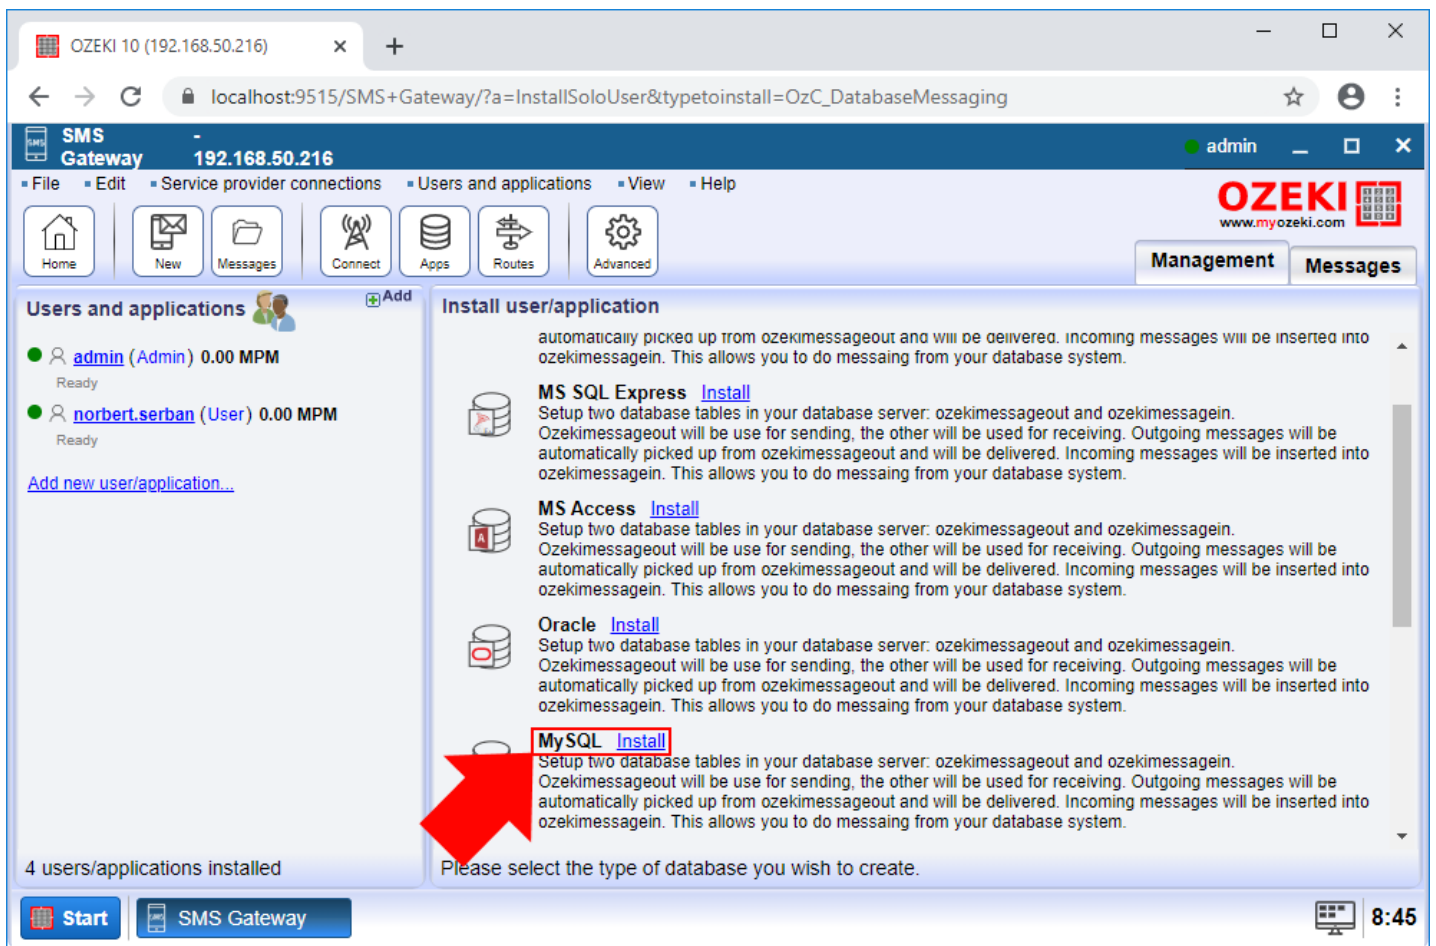 OZEKI 10 (192.168.50.216)
localhost:9515/SMS+Gateway/?a=InstallSoloUser&typetoinstall=OzC_DatabaseMessaging
SMS
Gateway
-
192.168.50.216
admin
File Edit Service provider connections Users and applications View Help
OZEKI
www.myozeki.com
Home New Messages Connect Apps Routes Advanced
Management Messages
Users and applications Add
admin (Admin) 0.00 MPM
Ready
norbert.serban (User) 0.00 MPM
Ready
Add new user/application...
4 users/applications installed
Install user/application
automatically picked up from ozekimessageout and will be delivered. Incoming messages will be inserted into
ozekimessagein. This allows you to do messaing from your database system.
MS SQL Express Install
Setup two database tables in your database server: ozekimessageout and ozekimessagein.
Ozekimessageout will be use for sending, the other will be used for receiving. Outgoing messages will be
automatically picked up from ozekimessageout and will be delivered. Incoming messages will be inserted into
ozekimessagein. This allows you to do messaing from your database system.
MS Access Install
Setup two database tables in your database server: ozekimessageout and ozekimessagein.
Ozekimessageout will be use for sending, the other will be used for receiving. Outgoing messages will be
automatically picked up from ozekimessageout and will be delivered. Incoming messages will be inserted into
ozekimessagein. This allows you to do messaing from your database system.
Oracle Install
Setup two database tables in your database server: ozekimessageout and ozekimessagein.
Ozekimessageout will be use for sending, the other will be used for receiving. Outgoing messages will be
automatically picked up from ozekimessageout and will be delivered. Incoming messages will be inserted into
ozekimessagein. This allows you to do messaing from your database system.
MySQL Install
Setup two database tables in your database server: ozekimessageout and ozekimessagein.
Ozekimessageout will be use for sending, the other will be used for receiving. Outgoing messages will be
automatically picked up from ozekimessageout and will be delivered. Incoming messages will be inserted into
ozekimessagein. This allows you to do messaing from your database system.
Please select the type of database you wish to create.
Start SMS Gateway 8:45